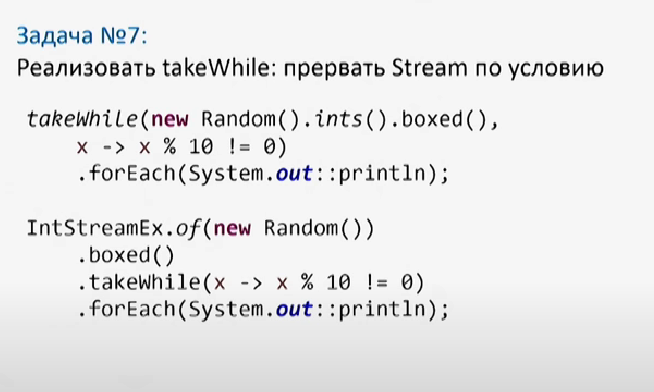 Задача №7:
Реализовать takeWhile: прервать Stream по условию
takeWhile(new Random().ints().boxed(),
x -> x % 10 != 0)
.forEach(System.out::println);
IntStreamEx.of(new Random())
.boxed()
.takeWhile(x -> x % 10 != 0)
.forEach(System.out::println);